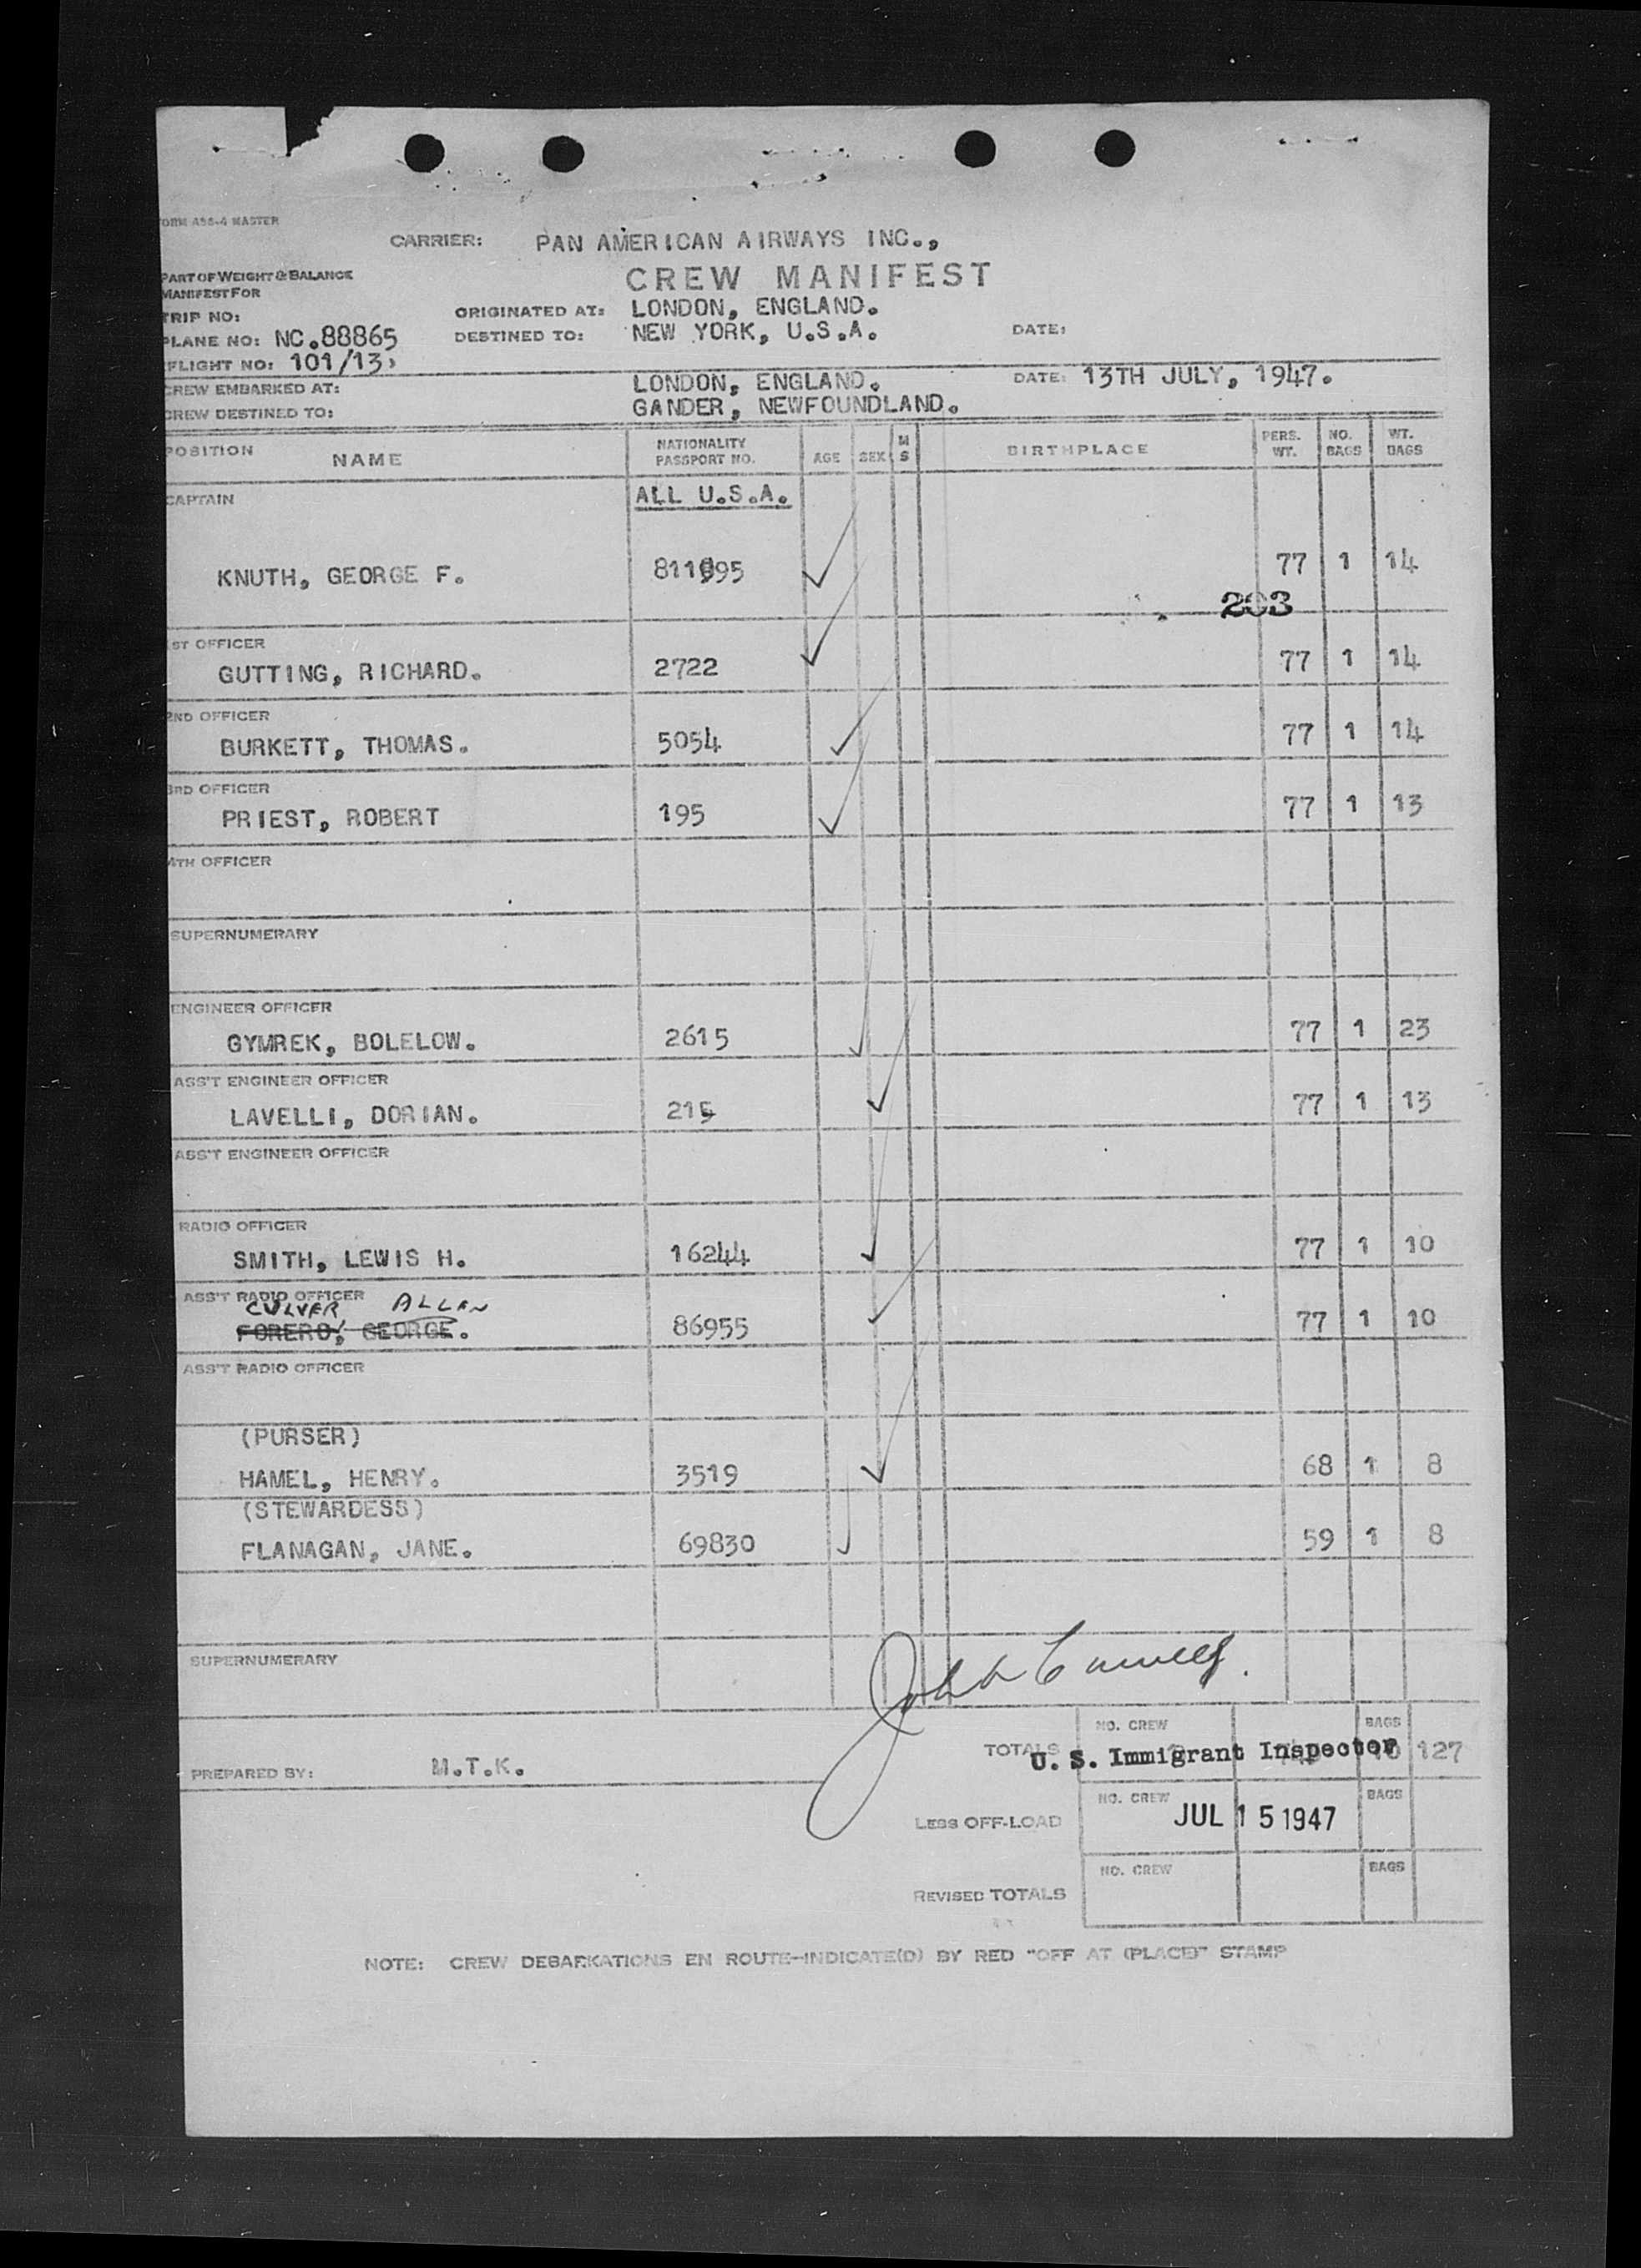 FORM 4S6-4 MASTER
CARRIER: PAN AMERICAN AIRWAYS INC.,
PART OF WEIGHT & BALANCE
MANIFEST FOR
CREW MANIFEST
TRIP NO: ORIGINATED AT: LONDON, ENGLAND.
PLANE NO: NC.88865 DESTINED TO: NEW YORK, U.S.A. DATE:
FLIGHT NO: 101/13
CREW EMBARKED AT: LONDON, ENGLAND. DATE: 13TH JULY, 1947.
CREW DESTINED TO: GANDER, NEWFOUNDLAND.
POSITION NAME NATIONALITY PASSPORT NO. AGE SEX M S BIRTHPLACE PERS. WT. NO. BAGS WT. BAGS
CAPTAIN ALL U.S.A.
KNUTH, GEORGE F. 811995 77 1 14
203
1ST OFFICER
GUTTING, RICHARD. 2722 77 1 14
2ND OFFICER
BURKETT, THOMAS. 5054 77 1 14
3RD OFFICER
PRIEST, ROBERT 195 77 1 13
4TH OFFICER
SUPERNUMERARY
ENGINEER OFFICER
GYMREK, BOLELOW. 2615 77 1 23
ASS'T ENGINEER OFFICER
LAVELLI, DORIAN. 215 77 1 13
ASS'T ENGINEER OFFICER
RADIO OFFICER
SMITH, LEWIS H. 16244 77 1 10
ASS'T RADIO OFFICER
CULVER ALLEN
FORERO, GEORGE. 86955 77 1 10
ASS'T RADIO OFFICER
(PURSER)
HAMEL, HENRY. 3519 68 1 8
(STEWARDESS)
FLANAGAN, JANE. 69830 59 1 8
SUPERNUMERARY
John
NO. CREW BAGS
TOTALS 10 127
U. S. Immigrant Inspector
PREPARED BY: M.T.K.
NO. CREW BAGS
LESS OFF-LOAD
JUL 15 1947
NO. CREW BAGS
REVISED TOTALS
NOTE: CREW DEBARKATIONS EN ROUTE-INDICATE(D) BY RED "OFF AT (PLACE)" STAMP